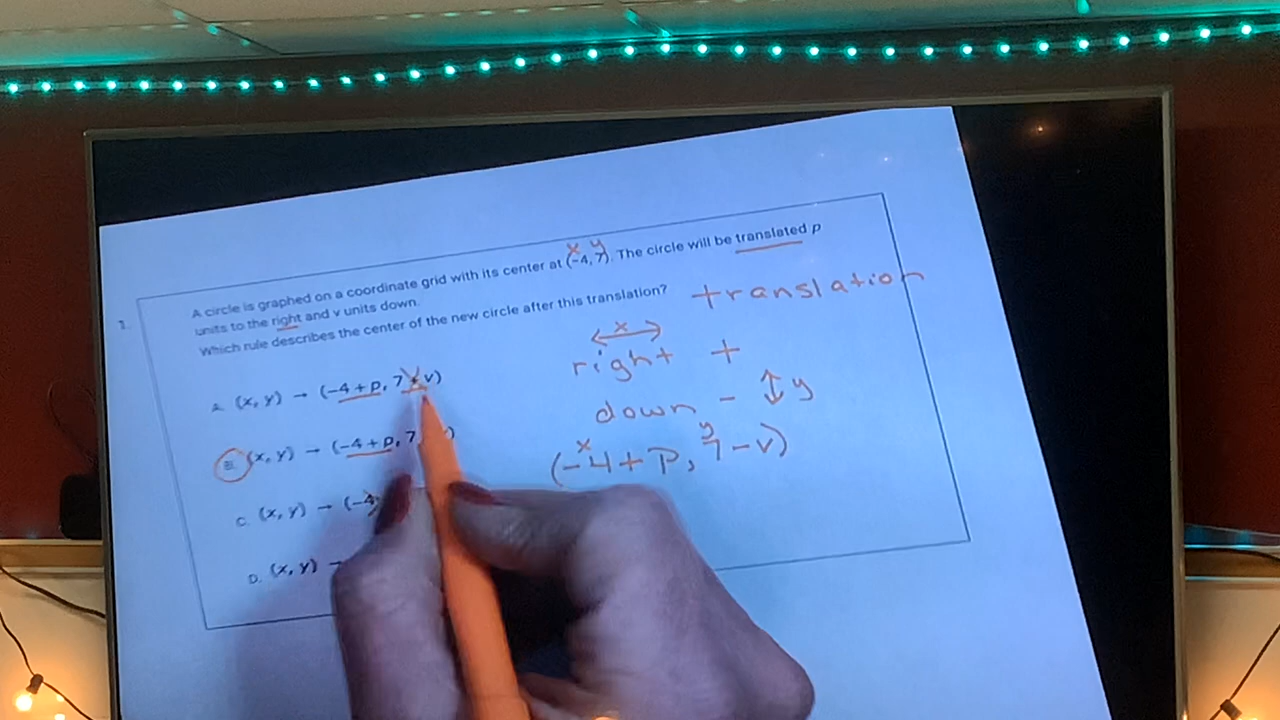 1.
x y
A circle is graphed on a coordinate grid with its center at (-4, 7). The circle will be translated p
units to the right and v units down.
Which rule describes the center of the new circle after this translation?
translation
x
right +
down - ↕ y
x y
(-4 + P, 7 - v)
A. (x, y) → (-4 + p, 7 + v)
B. (x, y) → (-4 + p, 7 )
C. (x, y) → (-4
D. (x, y) →